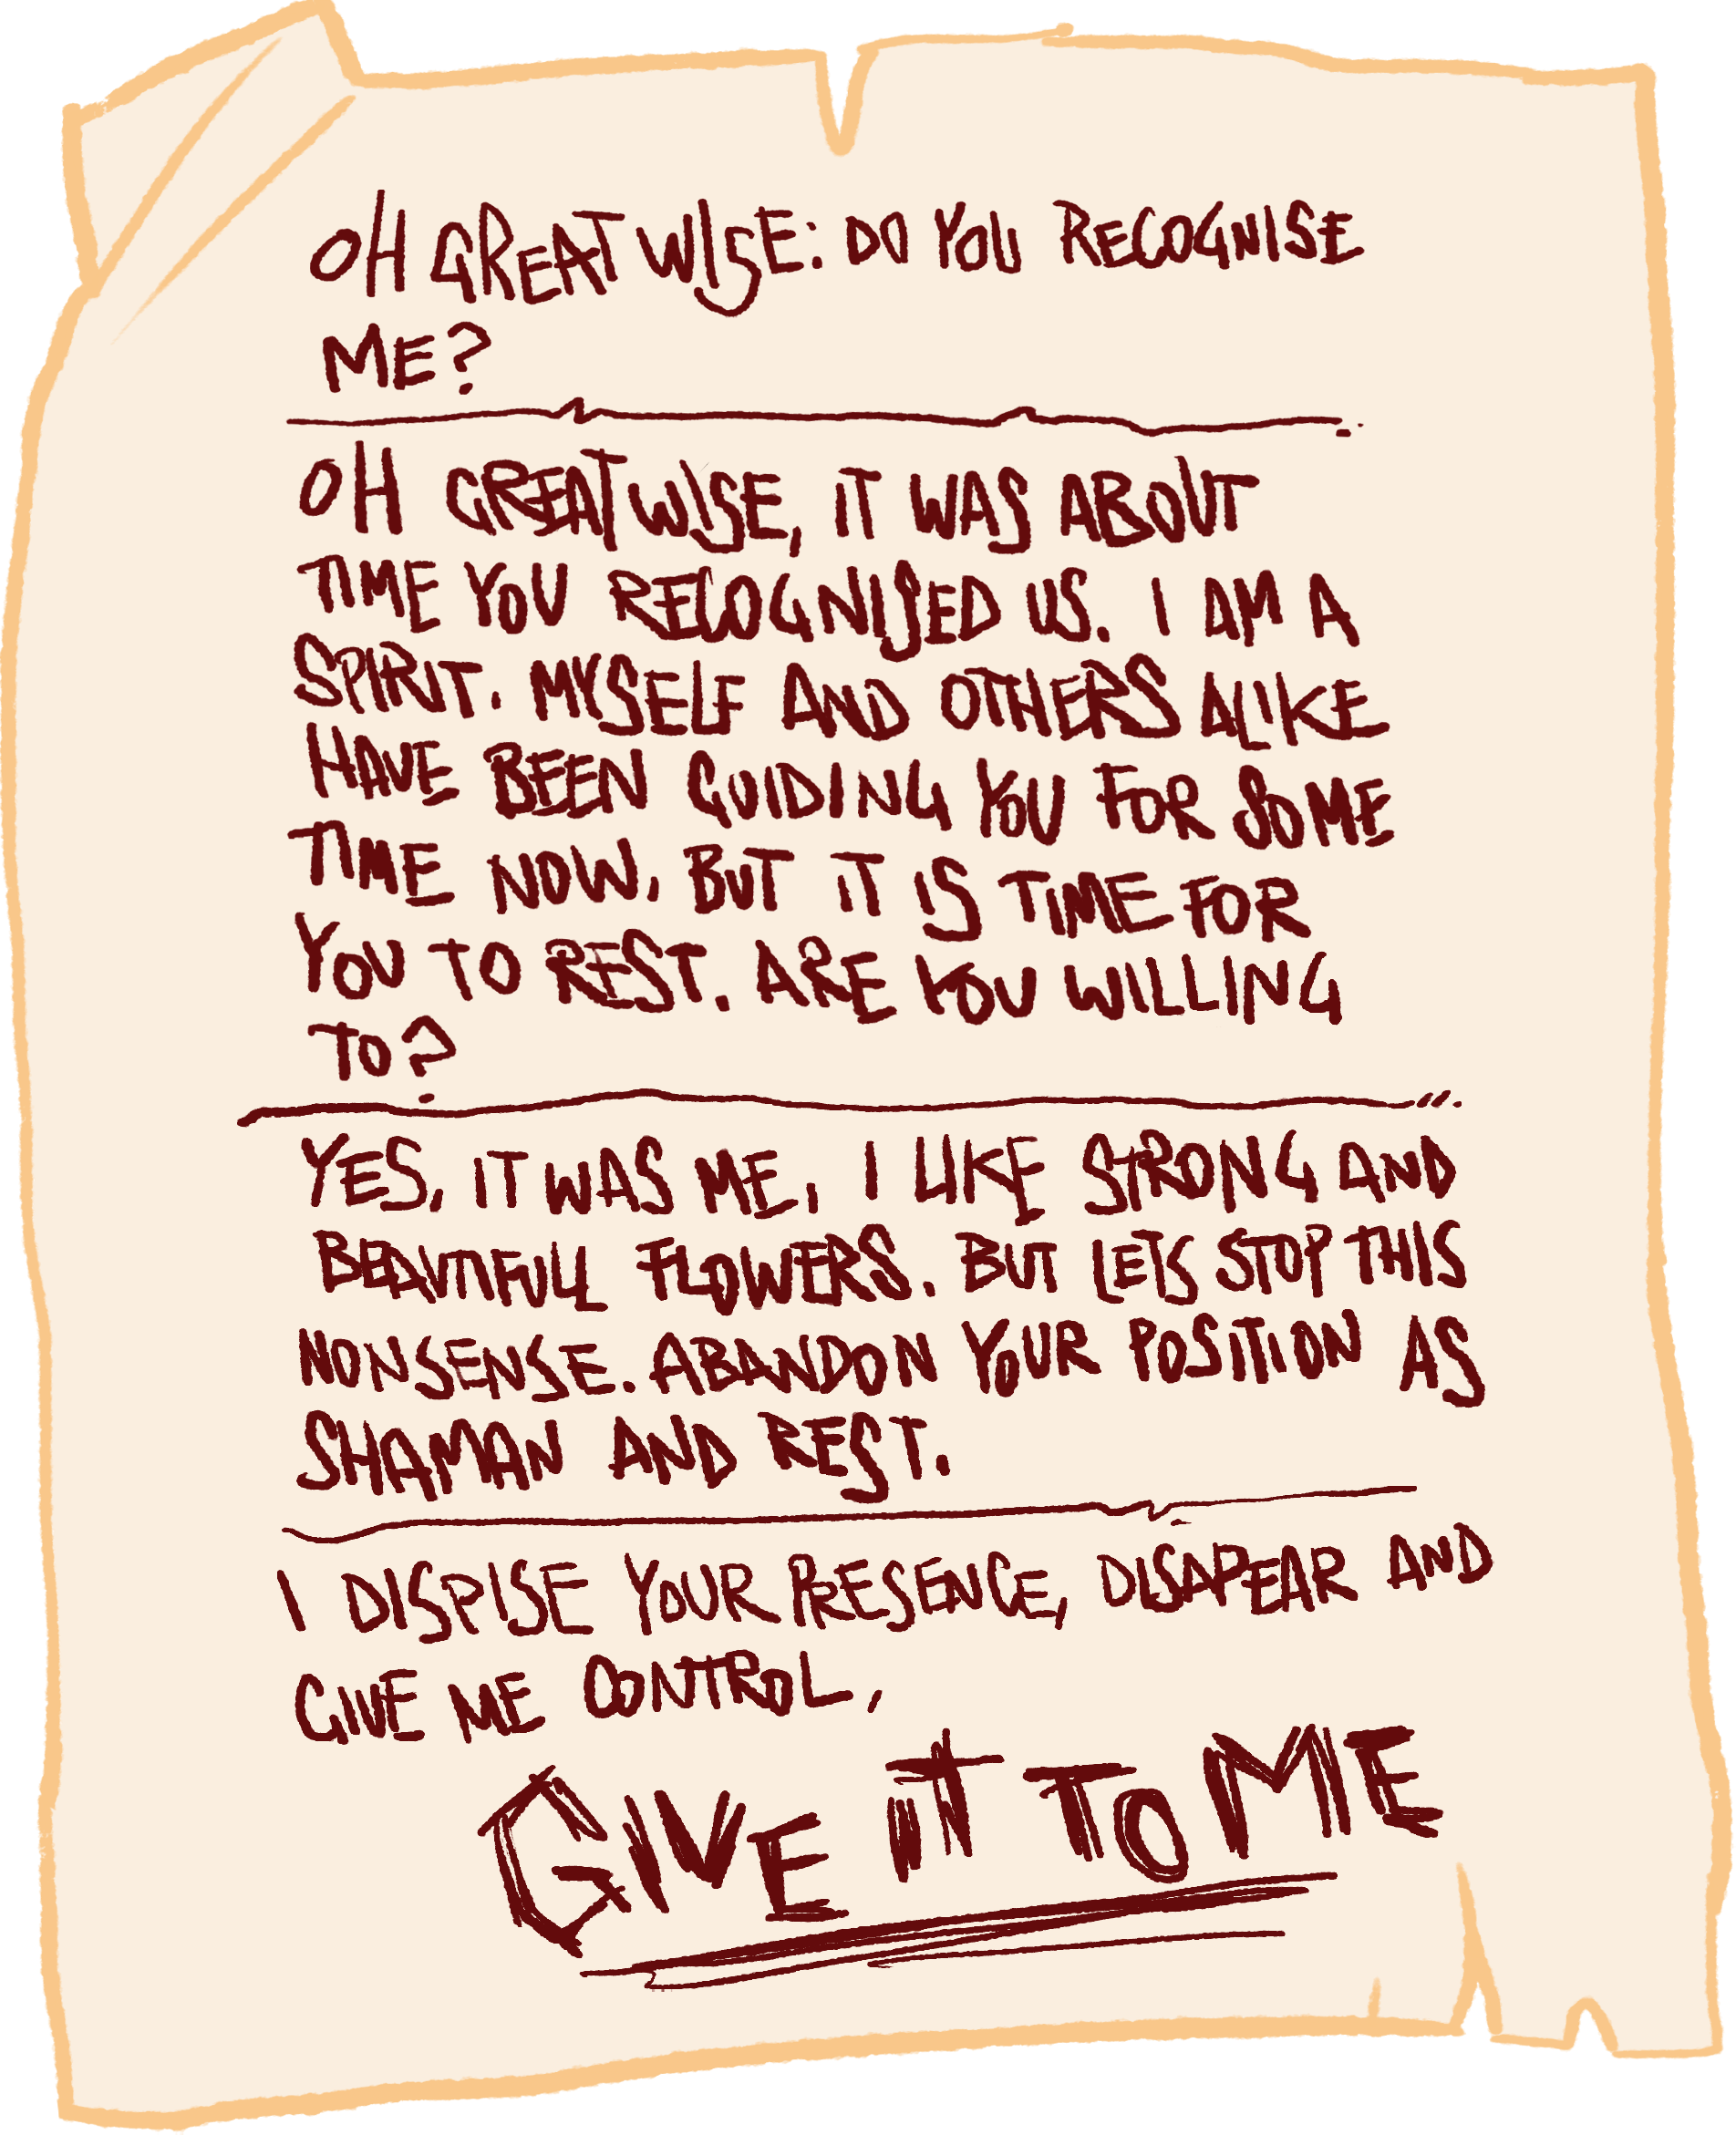 OH GREAT WISE: DO YOU RECOGNISE
ME?
OH GREAT WISE, IT WAS ABOUT
TIME YOU RECOGNISED US. I AM A
SPIRIT. MYSELF AND OTHERS ALIKE
HAVE BEEN GUIDING YOU FOR SOME
TIME NOW, BUT IT IS TIME FOR
YOU TO REST. ARE YOU WILLING
TO?
YES, IT WAS ME, I LIKE STRONG AND
BEAUTIFULL FLOWERS. BUT LETS STOP THIS
NONSENSE. ABANDON YOUR POSITION AS
SHAMAN AND REST.
I DISPISE YOUR PRESENCE, DISAPEAR AND
GIVE ME CONTROL,
GIVE IT TO ME